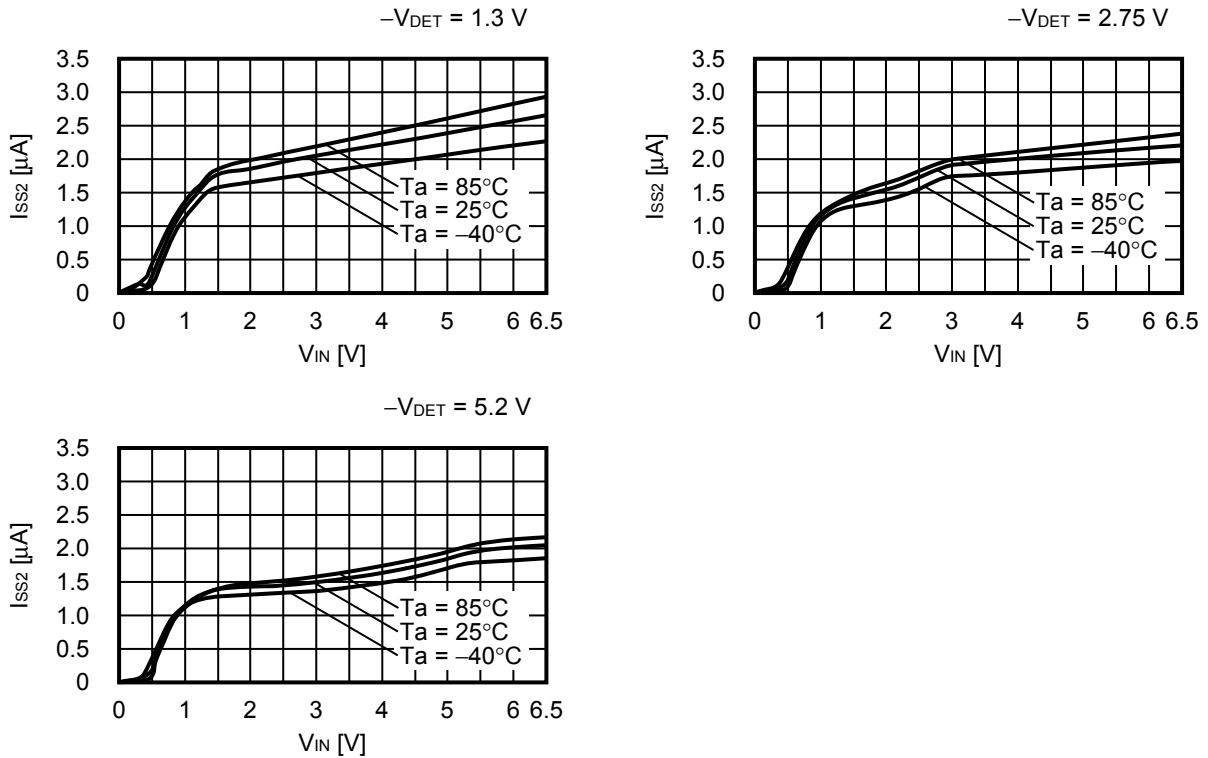 –VDET = 1.3 V
3.5
3.0
2.5
2.0
1.5
1.0
0.5
0
ISS2 [μA]
Ta = 85°C
Ta = 25°C
Ta = –40°C
0 1 2 3 4 5 6 6.5
VIN [V]
–VDET = 2.75 V
3.5
3.0
2.5
2.0
1.5
1.0
0.5
0
ISS2 [μA]
Ta = 85°C
Ta = 25°C
Ta = –40°C
0 1 2 3 4 5 6 6.5
VIN [V]
–VDET = 5.2 V
3.5
3.0
2.5
2.0
1.5
1.0
0.5
0
ISS2 [μA]
Ta = 85°C
Ta = 25°C
Ta = –40°C
0 1 2 3 4 5 6 6.5
VIN [V]